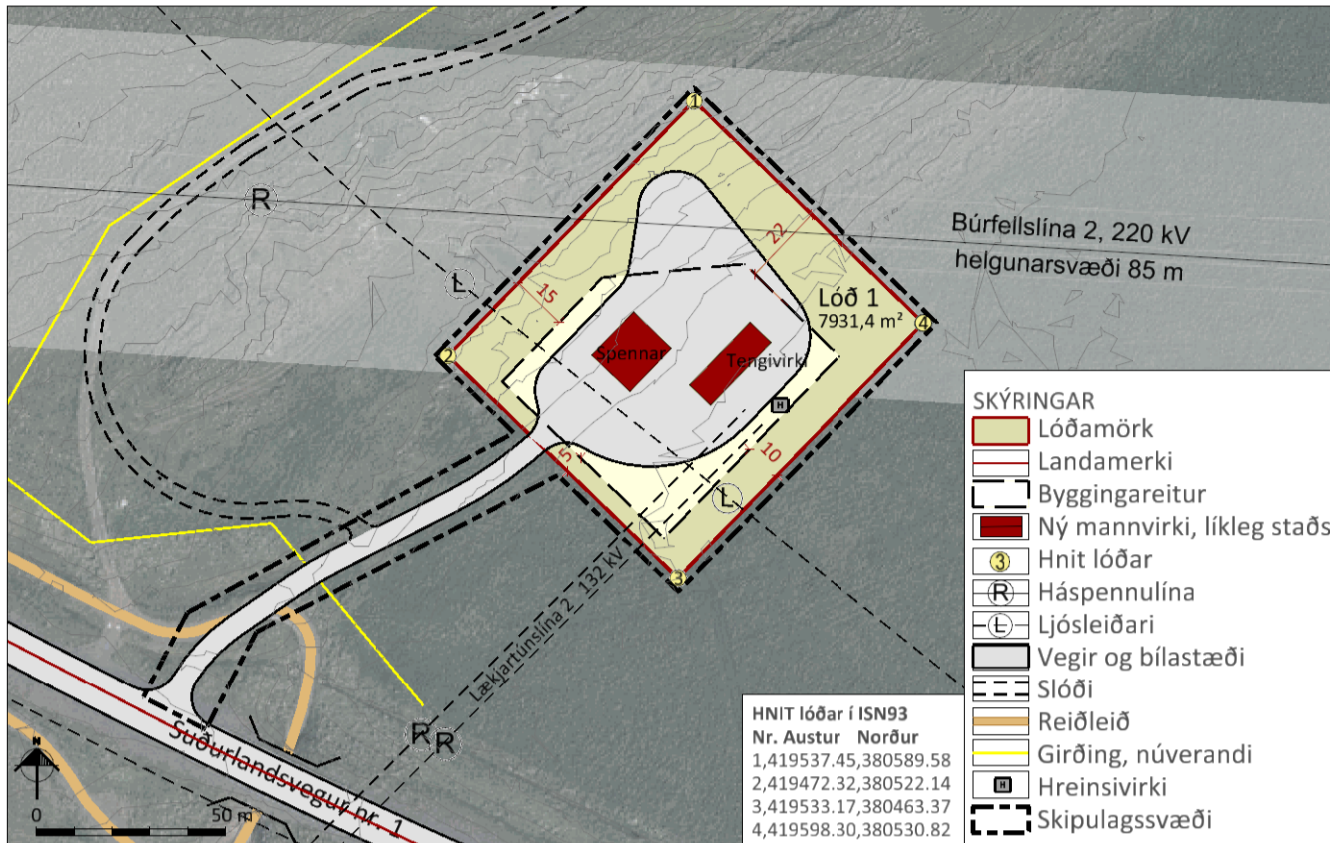 1
R
Búrfellslína 2, 220 kV
helgunarsvæði 85 m
22
Ł
15
Lóð 1
7931,4 m²
4
2
Spennar
Tengivirki
H
5
10
Ł
3
Lækjartúnslína 2 132 kV
R
R
Suðurlandsvegur nr. 1
N
0
50 m
HNIT lóðar í ISN93
Nr. Austur Norður
1,419537.45,380589.58
2,419472.32,380522.14
3,419533.17,380463.37
4,419598.30,380530.82
SKÝRINGAR
Lóðamörk
Landamerki
Byggingareitur
Ný mannvirki, líkleg staðs
3 Hnit lóðar
R Háspennulína
Ł Ljósleiðari
Vegir og bílastæði
Slóði
Reiðleið
Girðing, núverandi
H Hreinsivirki
Skipulagssvæði